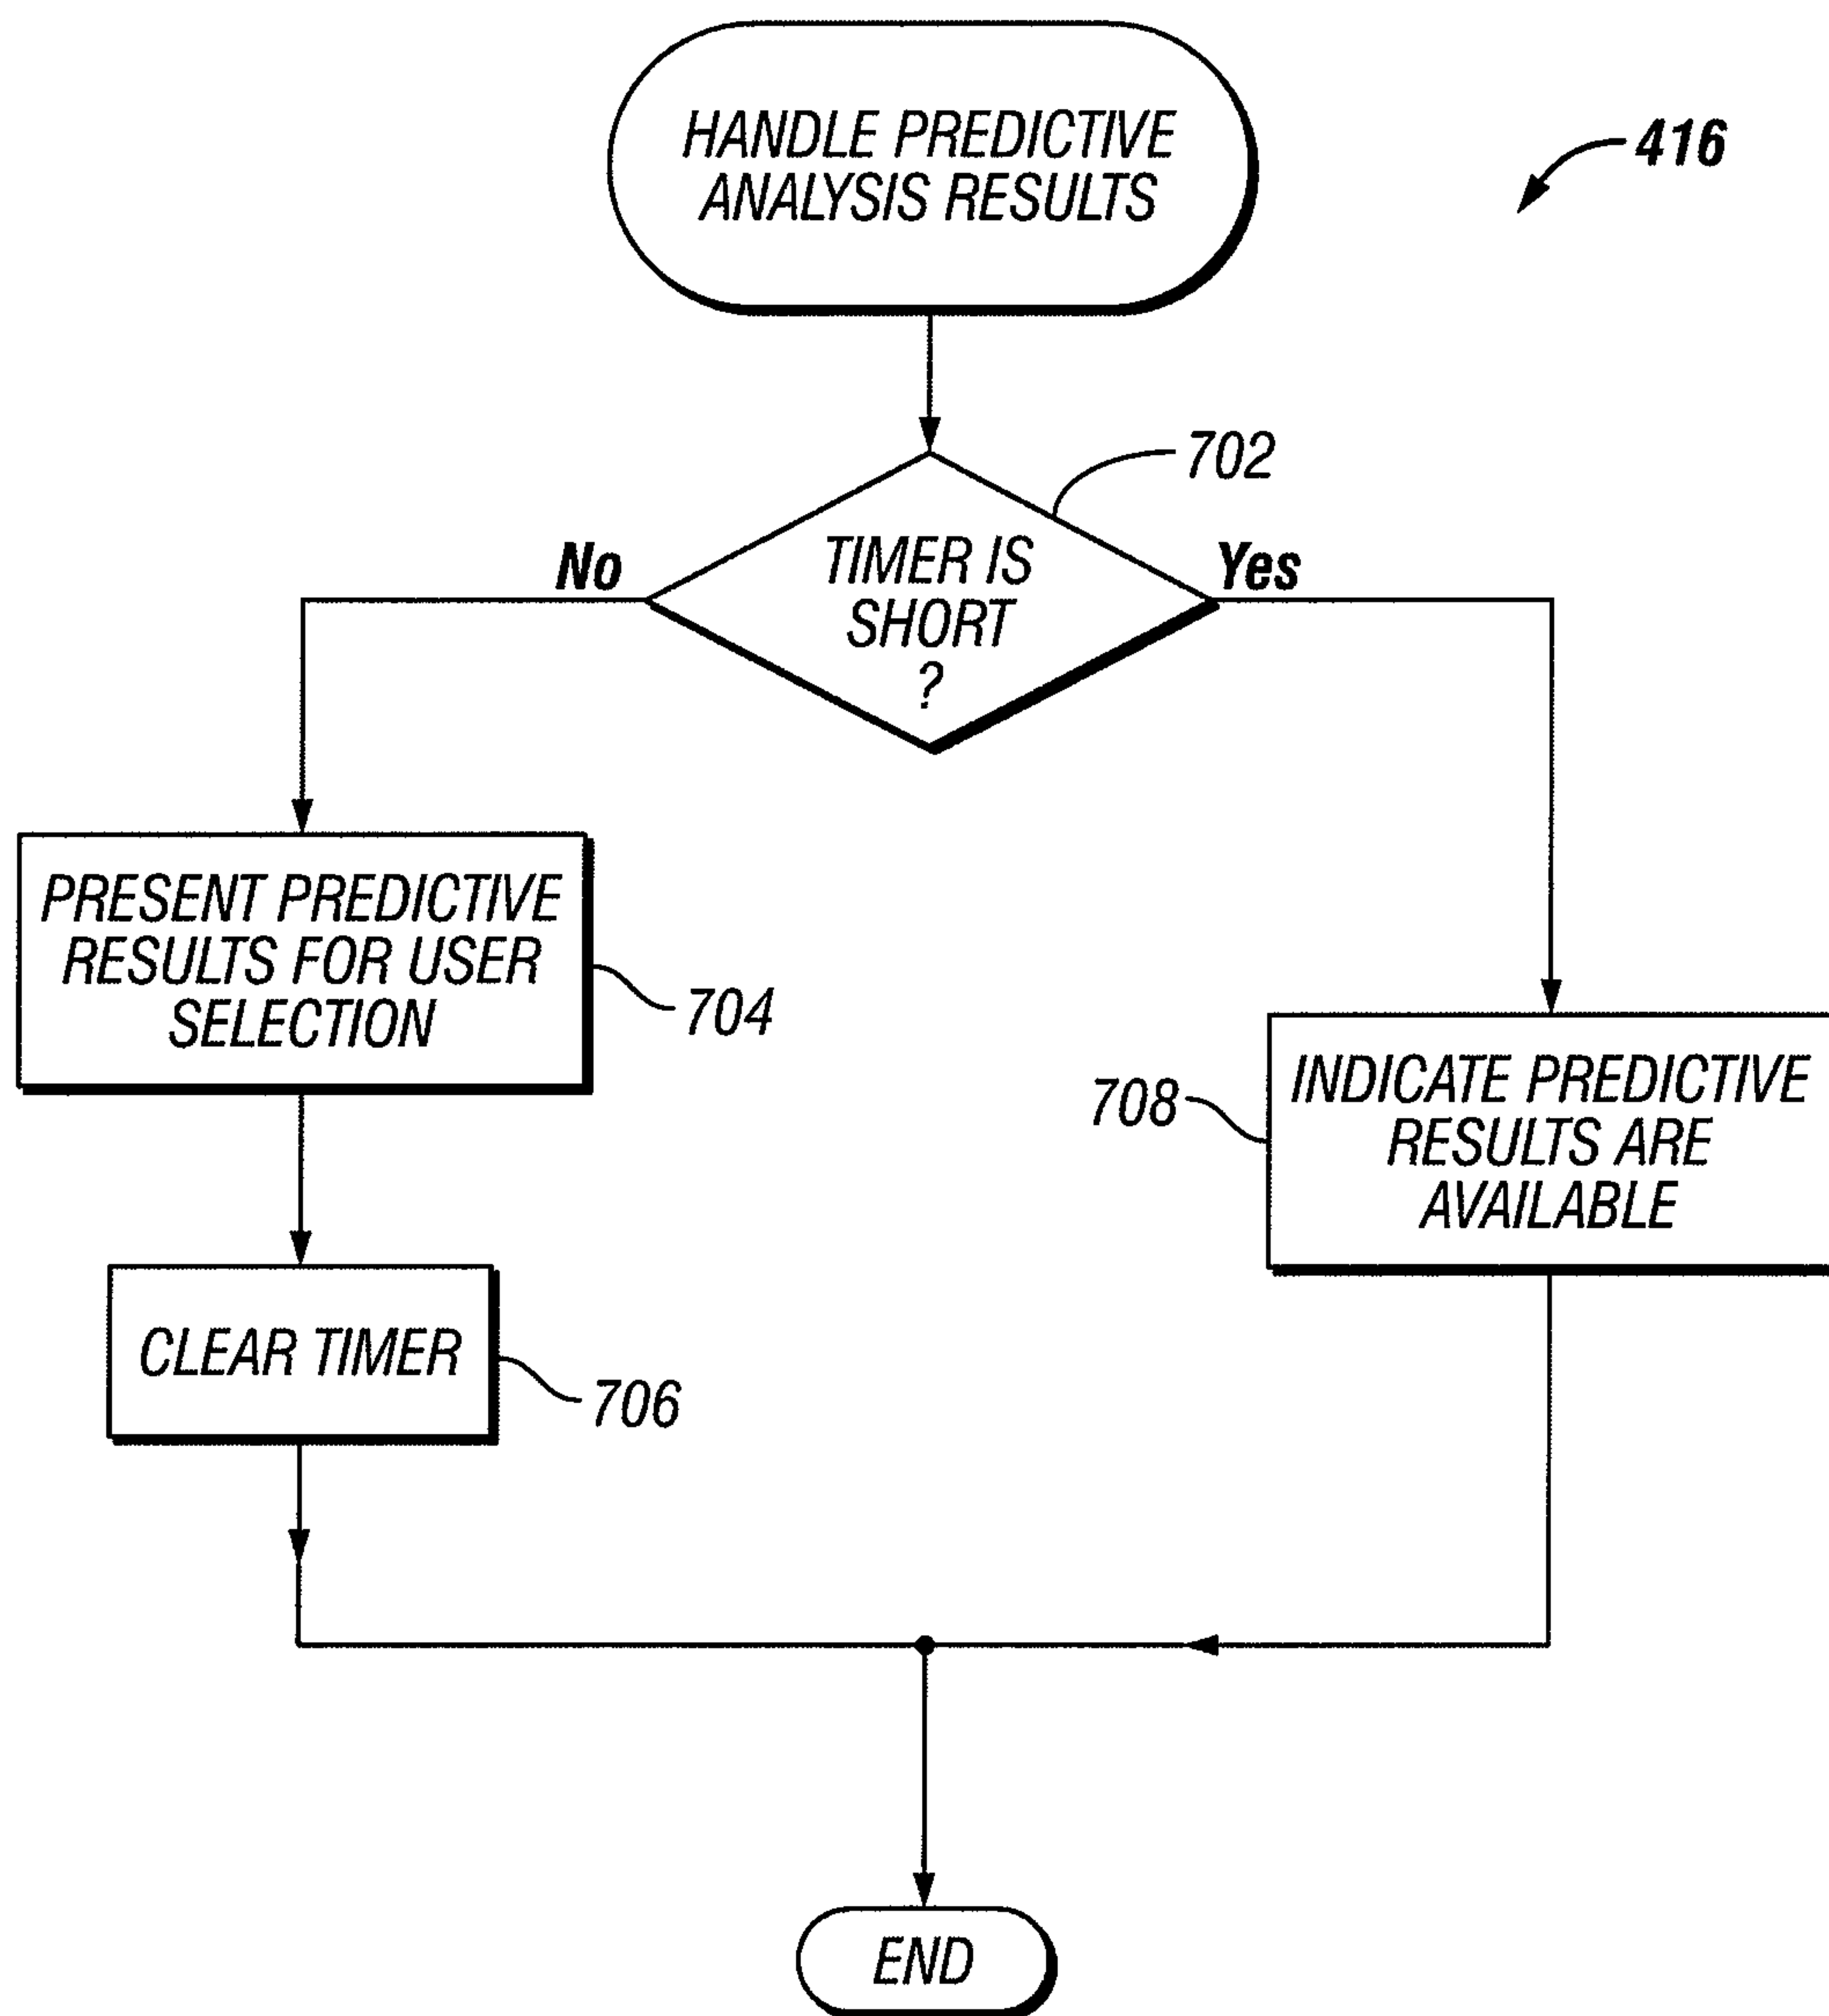 HANDLE PREDICTIVE
ANALYSIS RESULTS
416
702
No
TIMER IS
SHORT
?
Yes
PRESENT PREDICTIVE
RESULTS FOR USER
SELECTION
704
708
INDICATE PREDICTIVE
RESULTS ARE
AVAILABLE
CLEAR TIMER
706
END